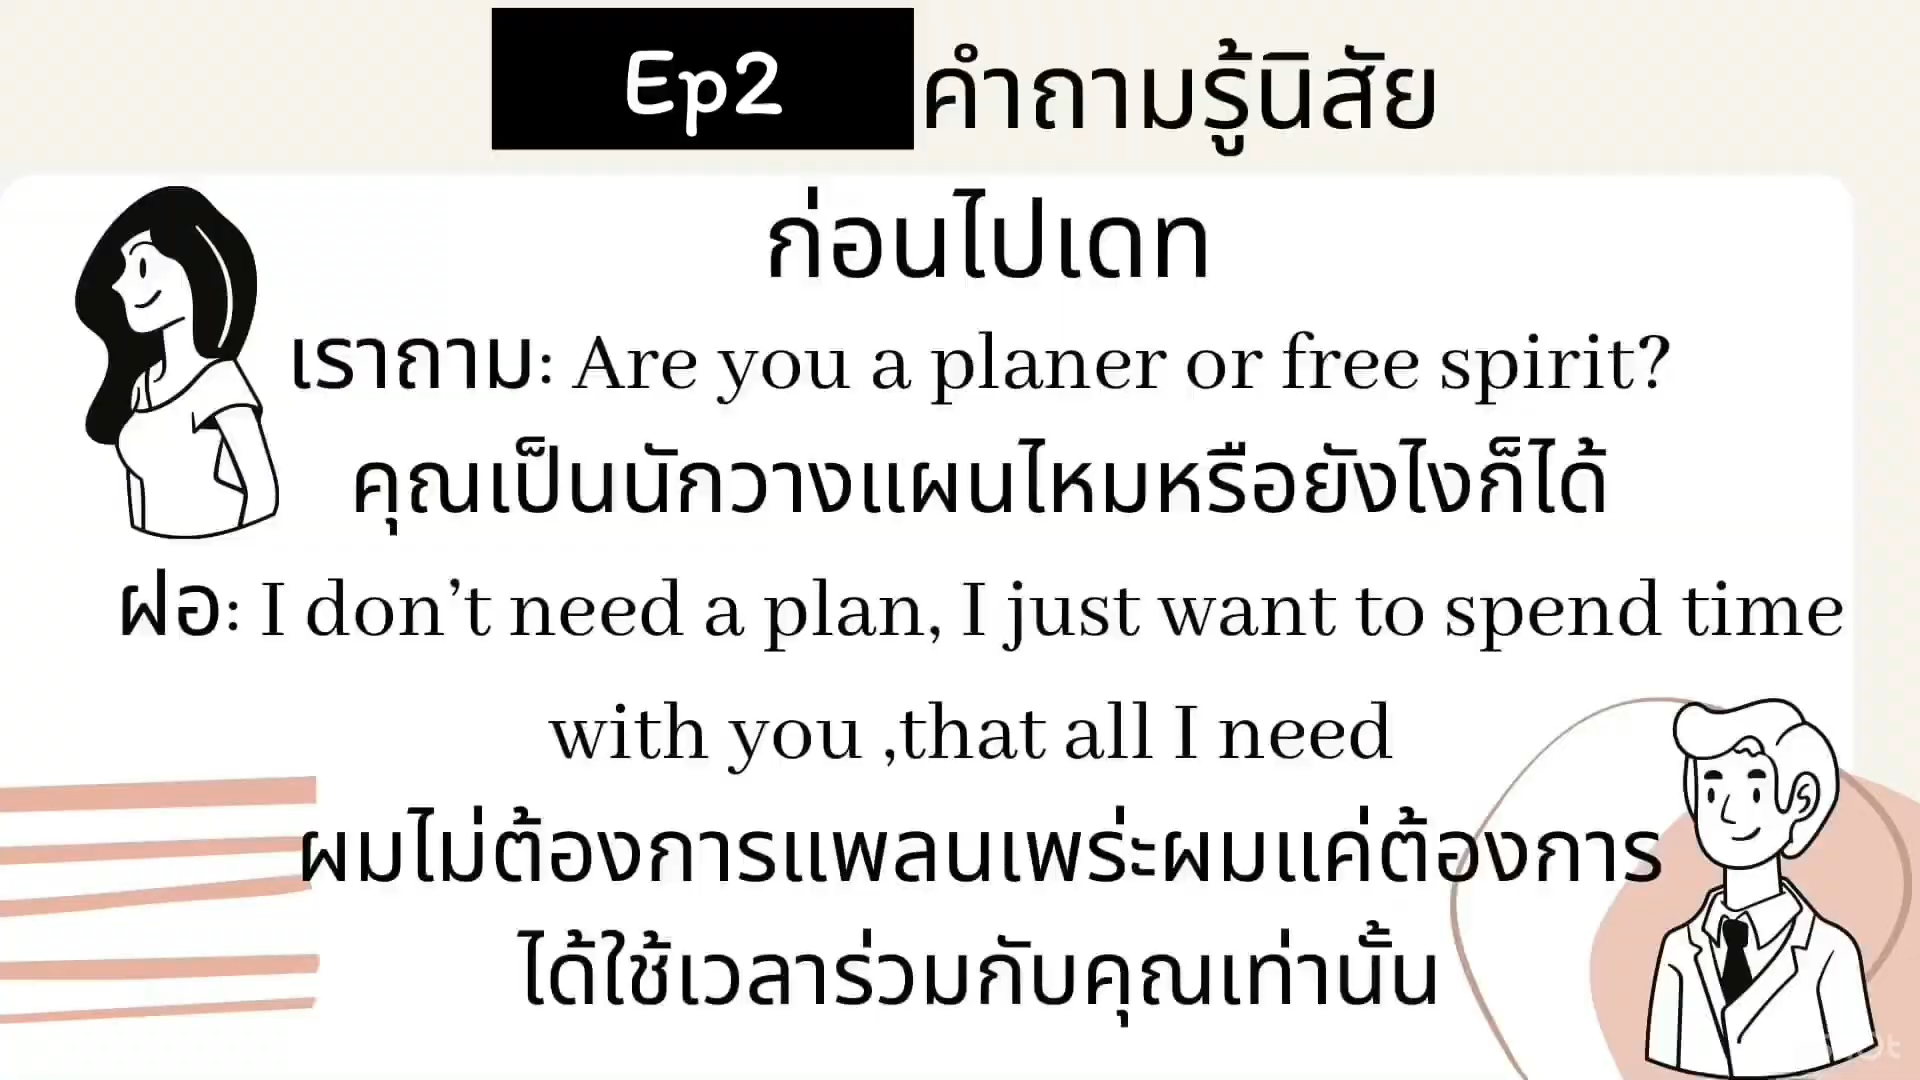 Ep2 คำถามรู้นิสัย
ก่อนไปเดท
เราถาม: Are you a planer or free spirit?
คุณเป็นนักวางแผนไหมหรือยังไงก็ได้
ฝอ: I don’t need a plan, I just want to spend time
with you ,that all I need
ผมไม่ต้องการแพลนเพร่ะผมแค่ต้องการ
ได้ใช้เวลาร่วมกับคุณเท่านั้น